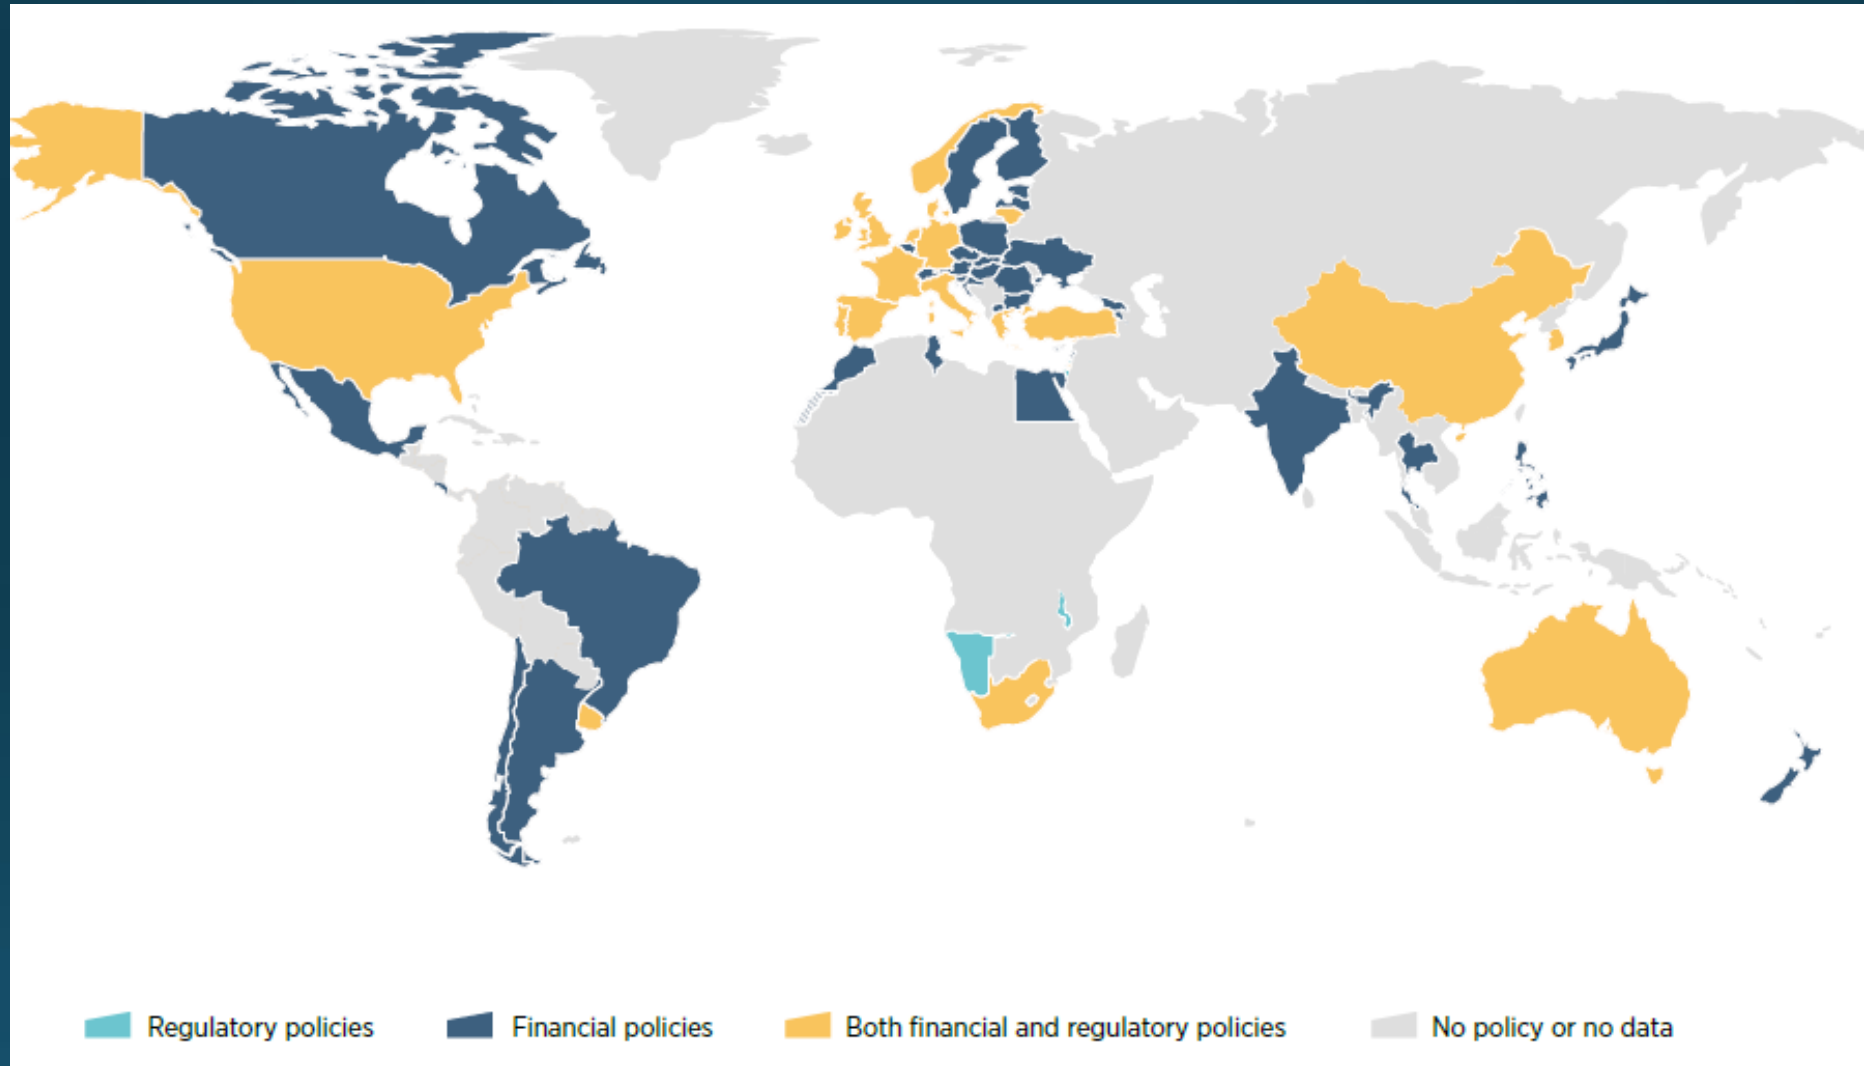 Regulatory policies
Financial policies
Both financial and regulatory policies
No policy or no data